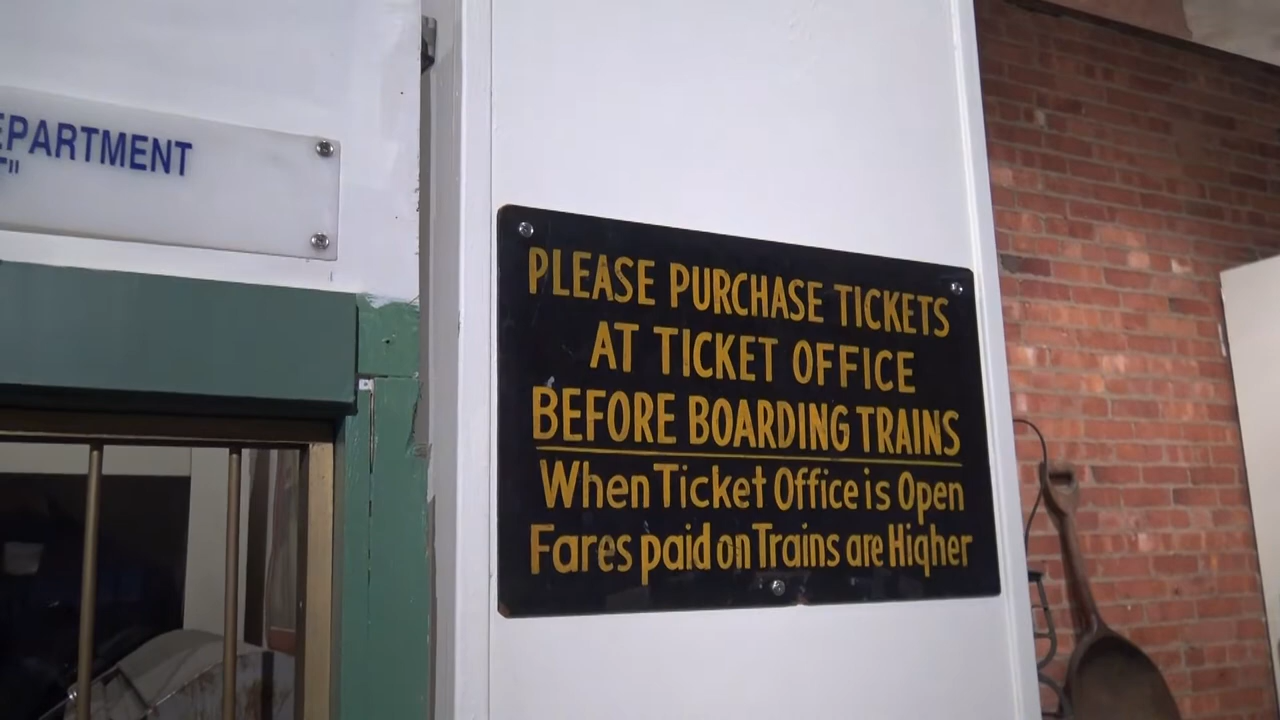 EPARTMENT
T"
PLEASE PURCHASE TICKETS
AT TICKET OFFICE
BEFORE BOARDING TRAINS
When Ticket Office is Open
Fares paid on Trains are Higher